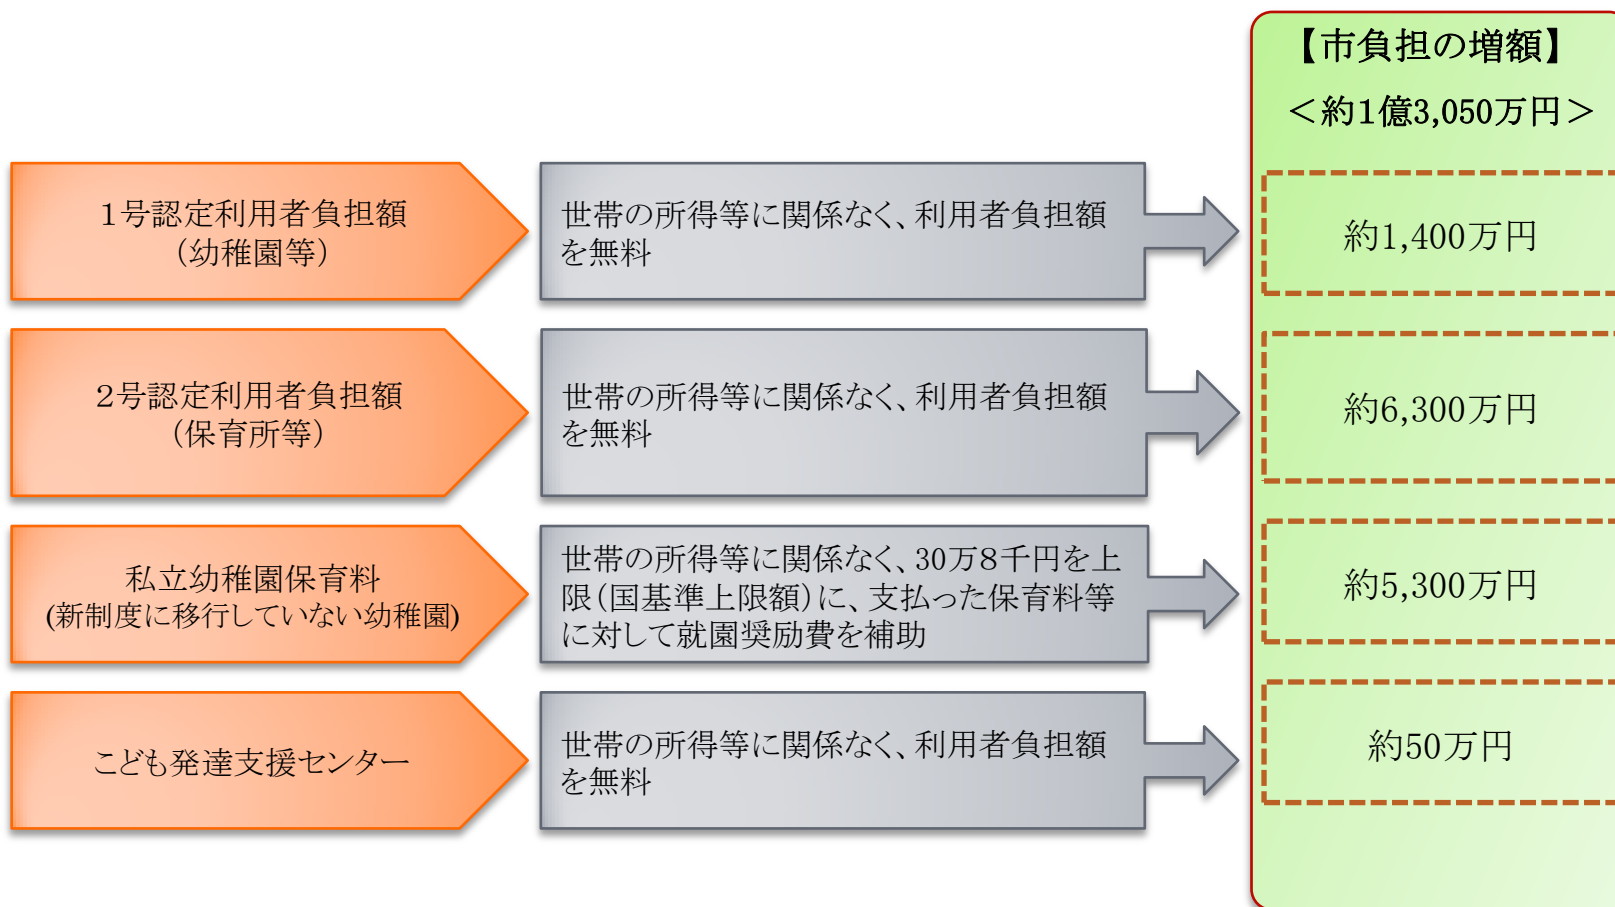 【市負担の増額】
＜約１億3,050万円＞
１号認定利用者負担額
（幼稚園等）
世帯の所得等に関係なく、利用者負担額
を無料
約1,400万円
２号認定利用者負担額
（保育所等）
世帯の所得等に関係なく、利用者負担額
を無料
約6,300万円
私立幼稚園保育料
(新制度に移行していない幼稚園)
世帯の所得等に関係なく、30万８千円を上
限（国基準上限額）に、支払った保育料等
に対して就園奨励費を補助
約5,300万円
こども発達支援センター
世帯の所得等に関係なく、利用者負担額
を無料
約50万円